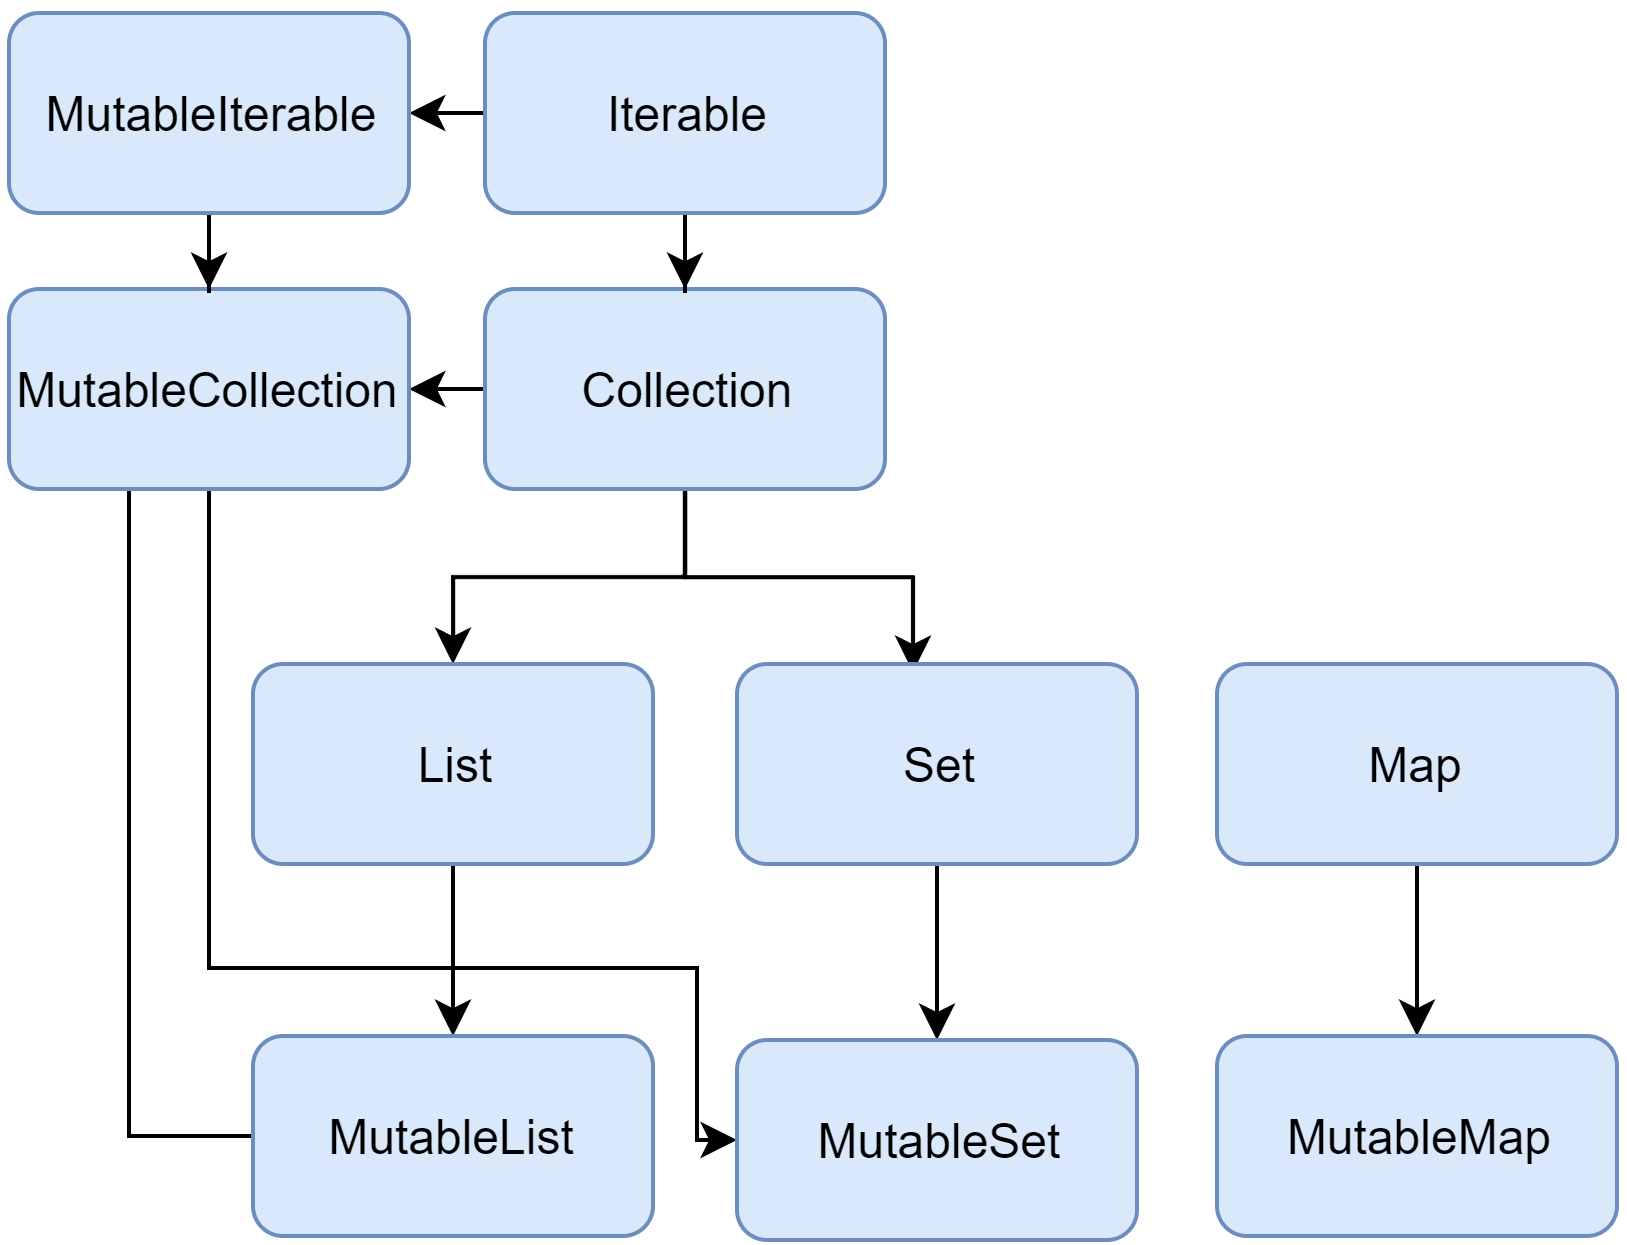 MutableIterable
Iterable
MutableCollection
Collection
List
Set
Map
MutableList
MutableSet
MutableMap